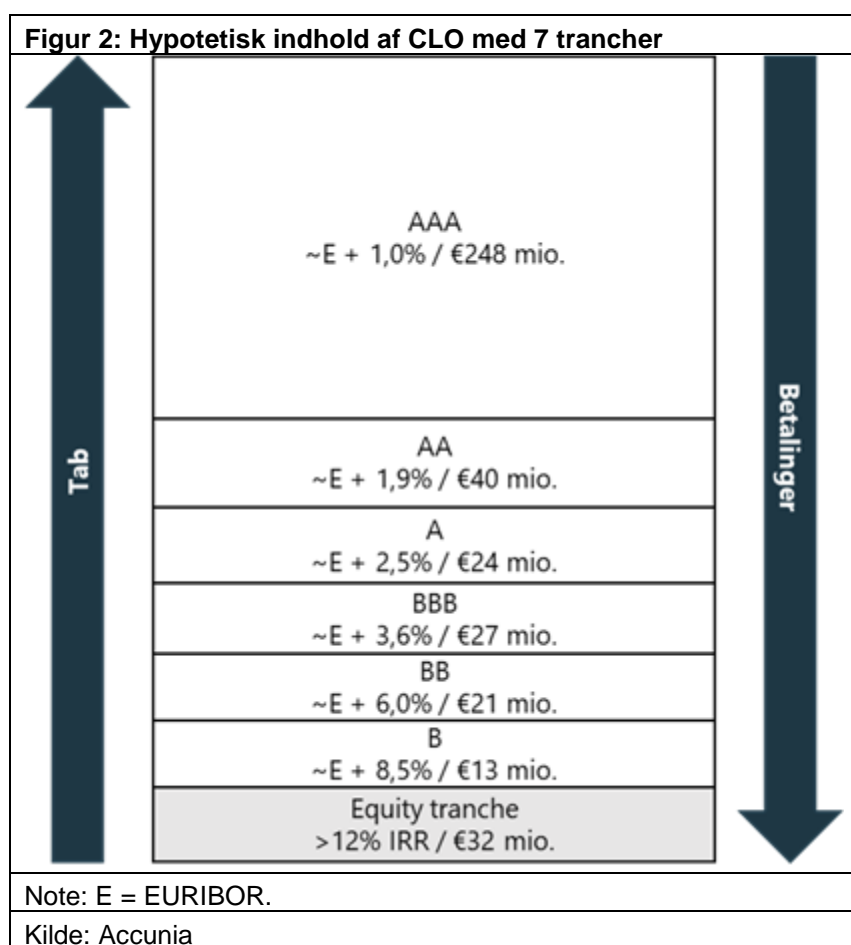 Figur 2: Hypotetisk indhold af CLO med 7 trancher
Tab
AAA
~E + 1,0% / €248 mio.
AA
~E + 1,9% / €40 mio.
A
~E + 2,5% / €24 mio.
BBB
~E + 3,6% / €27 mio.
BB
~E + 6,0% / €21 mio.
B
~E + 8,5% / €13 mio.
Equity tranche
>12% IRR / €32 mio.
Betalinger
Note: E = EURIBOR.
Kilde: Accunia